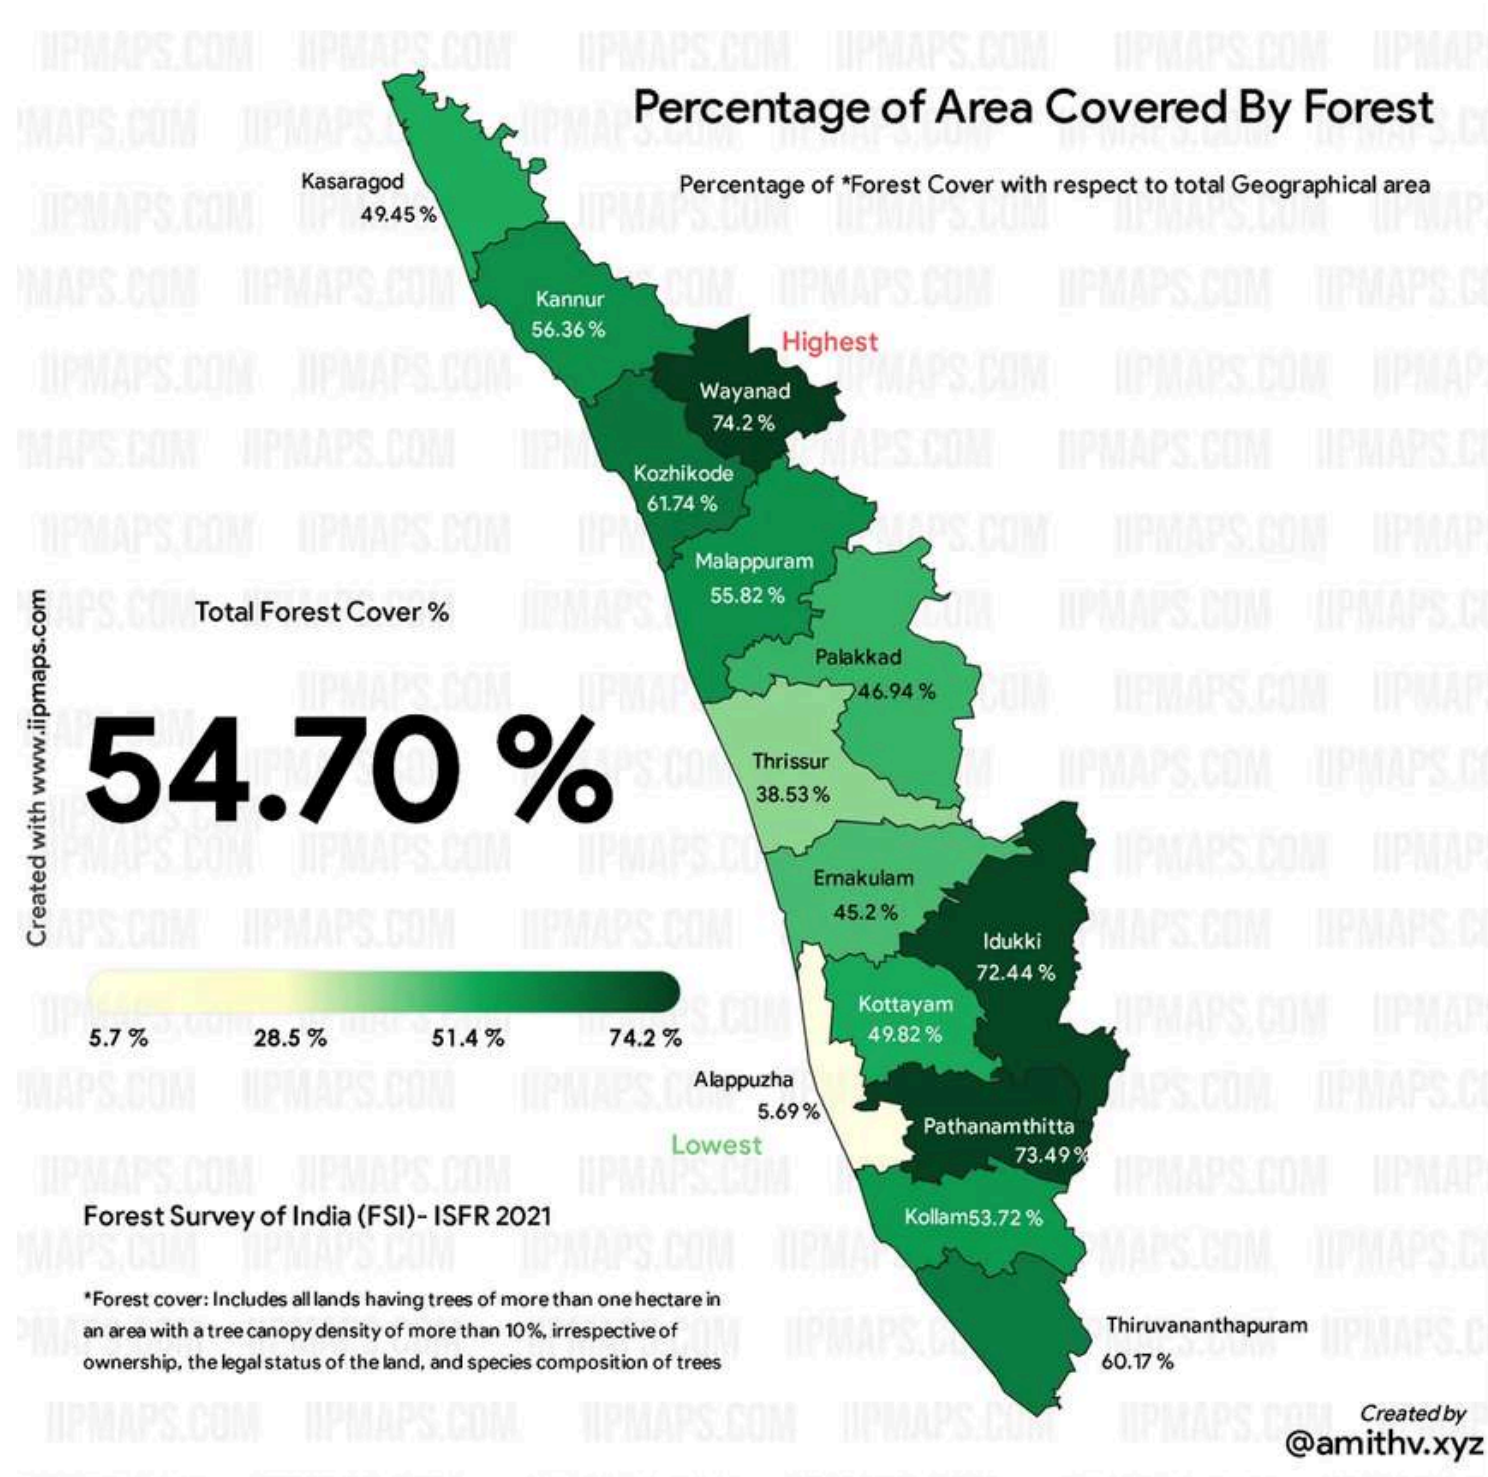 Percentage of Area Covered By Forest
Percentage of *Forest Cover with respect to total Geographical area
Kasaragod
49.45 %
Kannur
56.36 %
Highest
Wayanad
74.2 %
Kozhikode
61.74 %
Malappuram
55.82 %
Palakkad
46.94 %
Thrissur
38.53 %
Ernakulam
45.2 %
Idukki
72.44 %
Kottayam
49.82 %
Alappuzha
5.69 %
Lowest
Pathanamthitta
73.49%
Kollam53.72 %
Thiruvananthapuram
60.17 %
Total Forest Cover %
54.70 %
5.7 % 28.5 % 51.4 % 74.2 %
Forest Survey of India (FSI)- ISFR 2021
*Forest cover: Includes all lands having trees of more than one hectare in
an area with a tree canopy density of more than 10%, irrespective of
ownership, the legal status of the land, and species composition of trees
Created with www.iipmaps.com
Created by
@amithv.xyz
IIPMAPS.COM